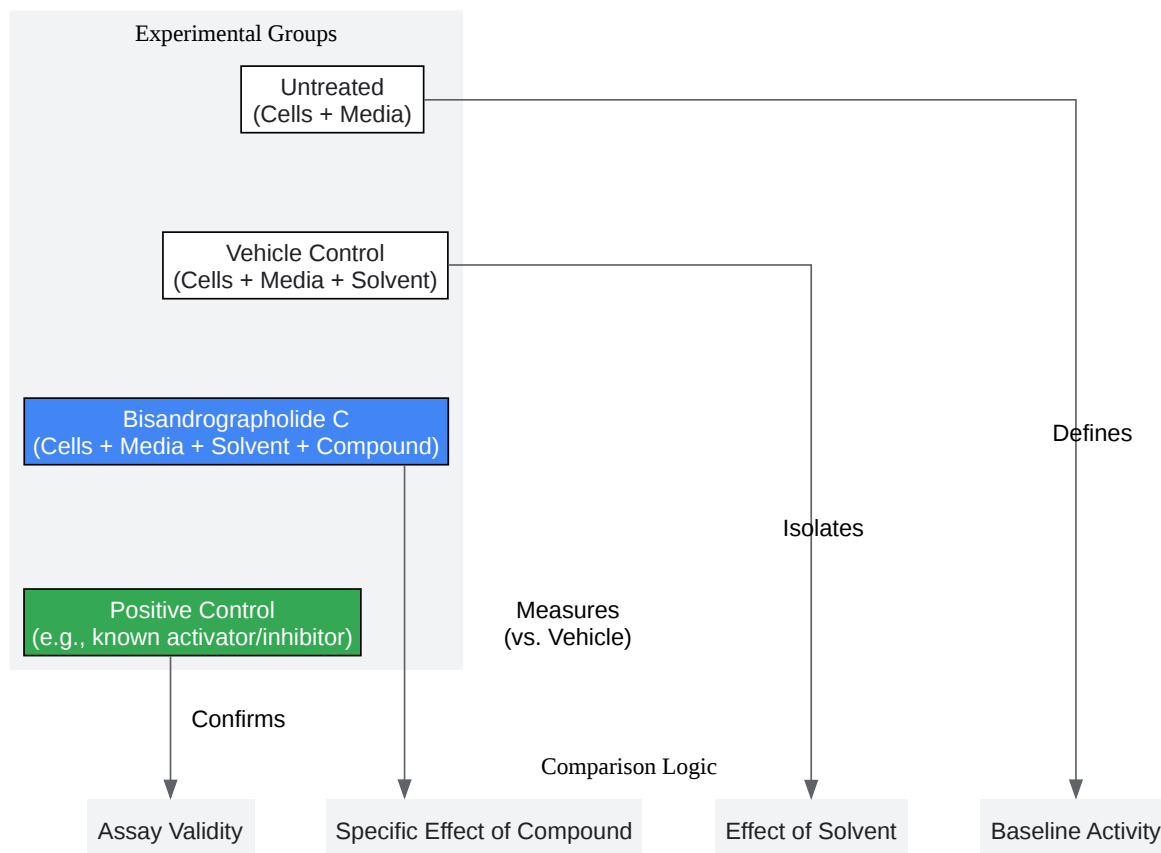 Experimental Groups
Untreated
(Cells + Media)
Vehicle Control
(Cells + Media + Solvent)
Bisandrographolide C
(Cells + Media + Solvent + Compound)
Defines
Isolates
Positive Control
(e.g., known activator/inhibitor)
Measures
(vs. Vehicle)
Confirms
Comparison Logic
Assay Validity
Specific Effect of Compound
Effect of Solvent
Baseline Activity